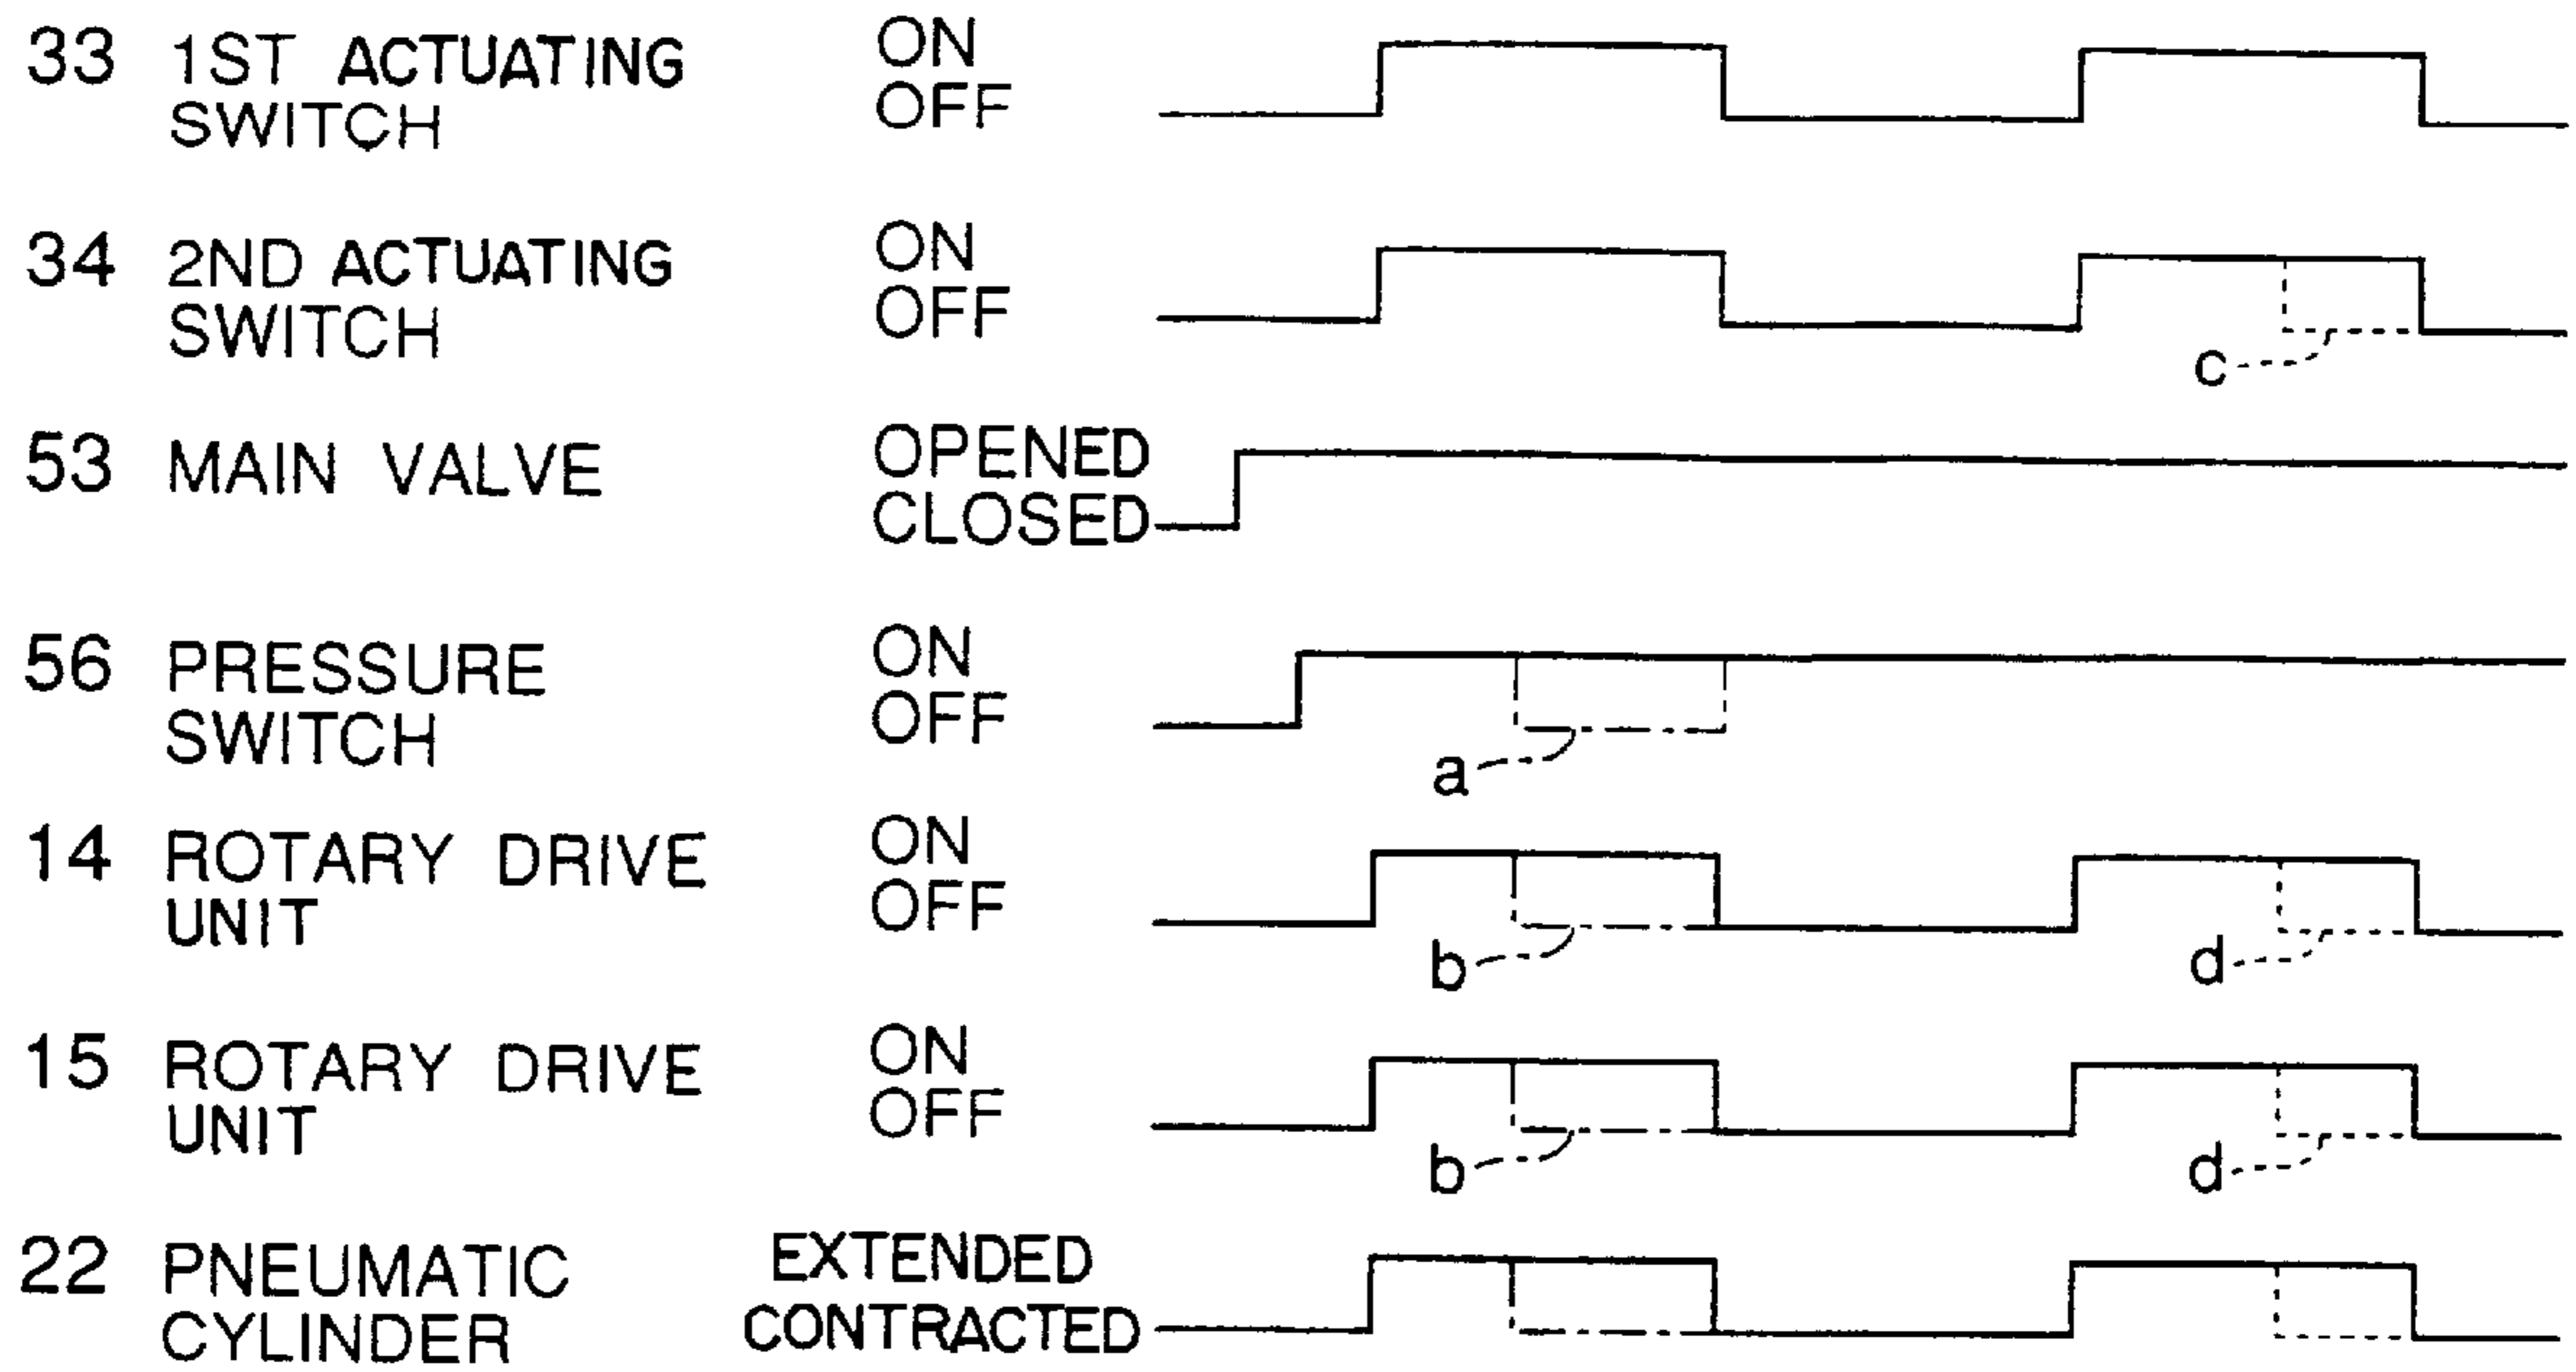 33 1ST ACTUATING SWITCH ON OFF
34 2ND ACTUATING SWITCH ON OFF
c
53 MAIN VALVE OPENED CLOSED
56 PRESSURE SWITCH ON OFF
a
14 ROTARY DRIVE UNIT ON OFF
b d
15 ROTARY DRIVE UNIT ON OFF
b d
22 PNEUMATIC CYLINDER EXTENDED CONTRACTED